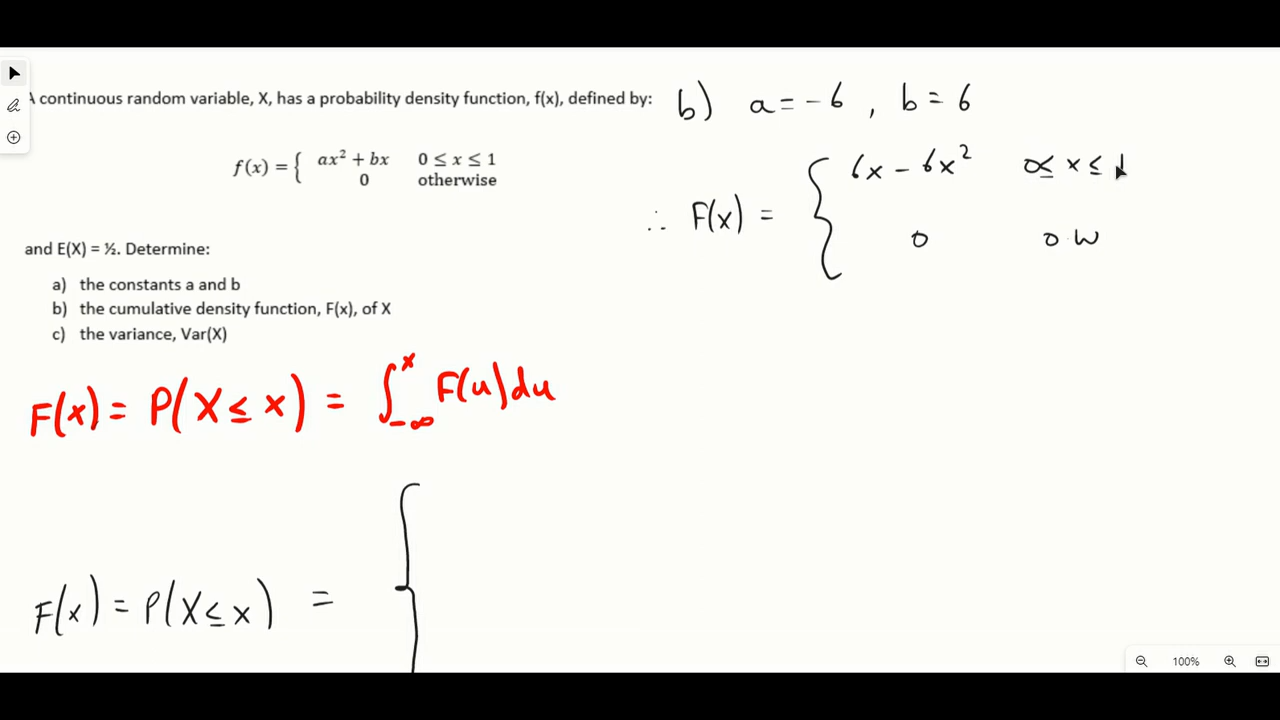 A continuous random variable, X, has a probability density function, f(x), defined by:
f(x) = { ax² + bx 0 ≤ x ≤ 1
0 otherwise
and E(X) = ½. Determine:
a) the constants a and b
b) the cumulative density function, F(x), of X
c) the variance, Var(X)
F(x) = P(X ≤ x) = ∫_{-∞}^{x} F(u) du
F(x) = P(X ≤ x) = {
b) a = -6 , b = 6
∴ F(x) = { 6x - 6x² 0 ≤ x ≤ 1
0 o.w
100%